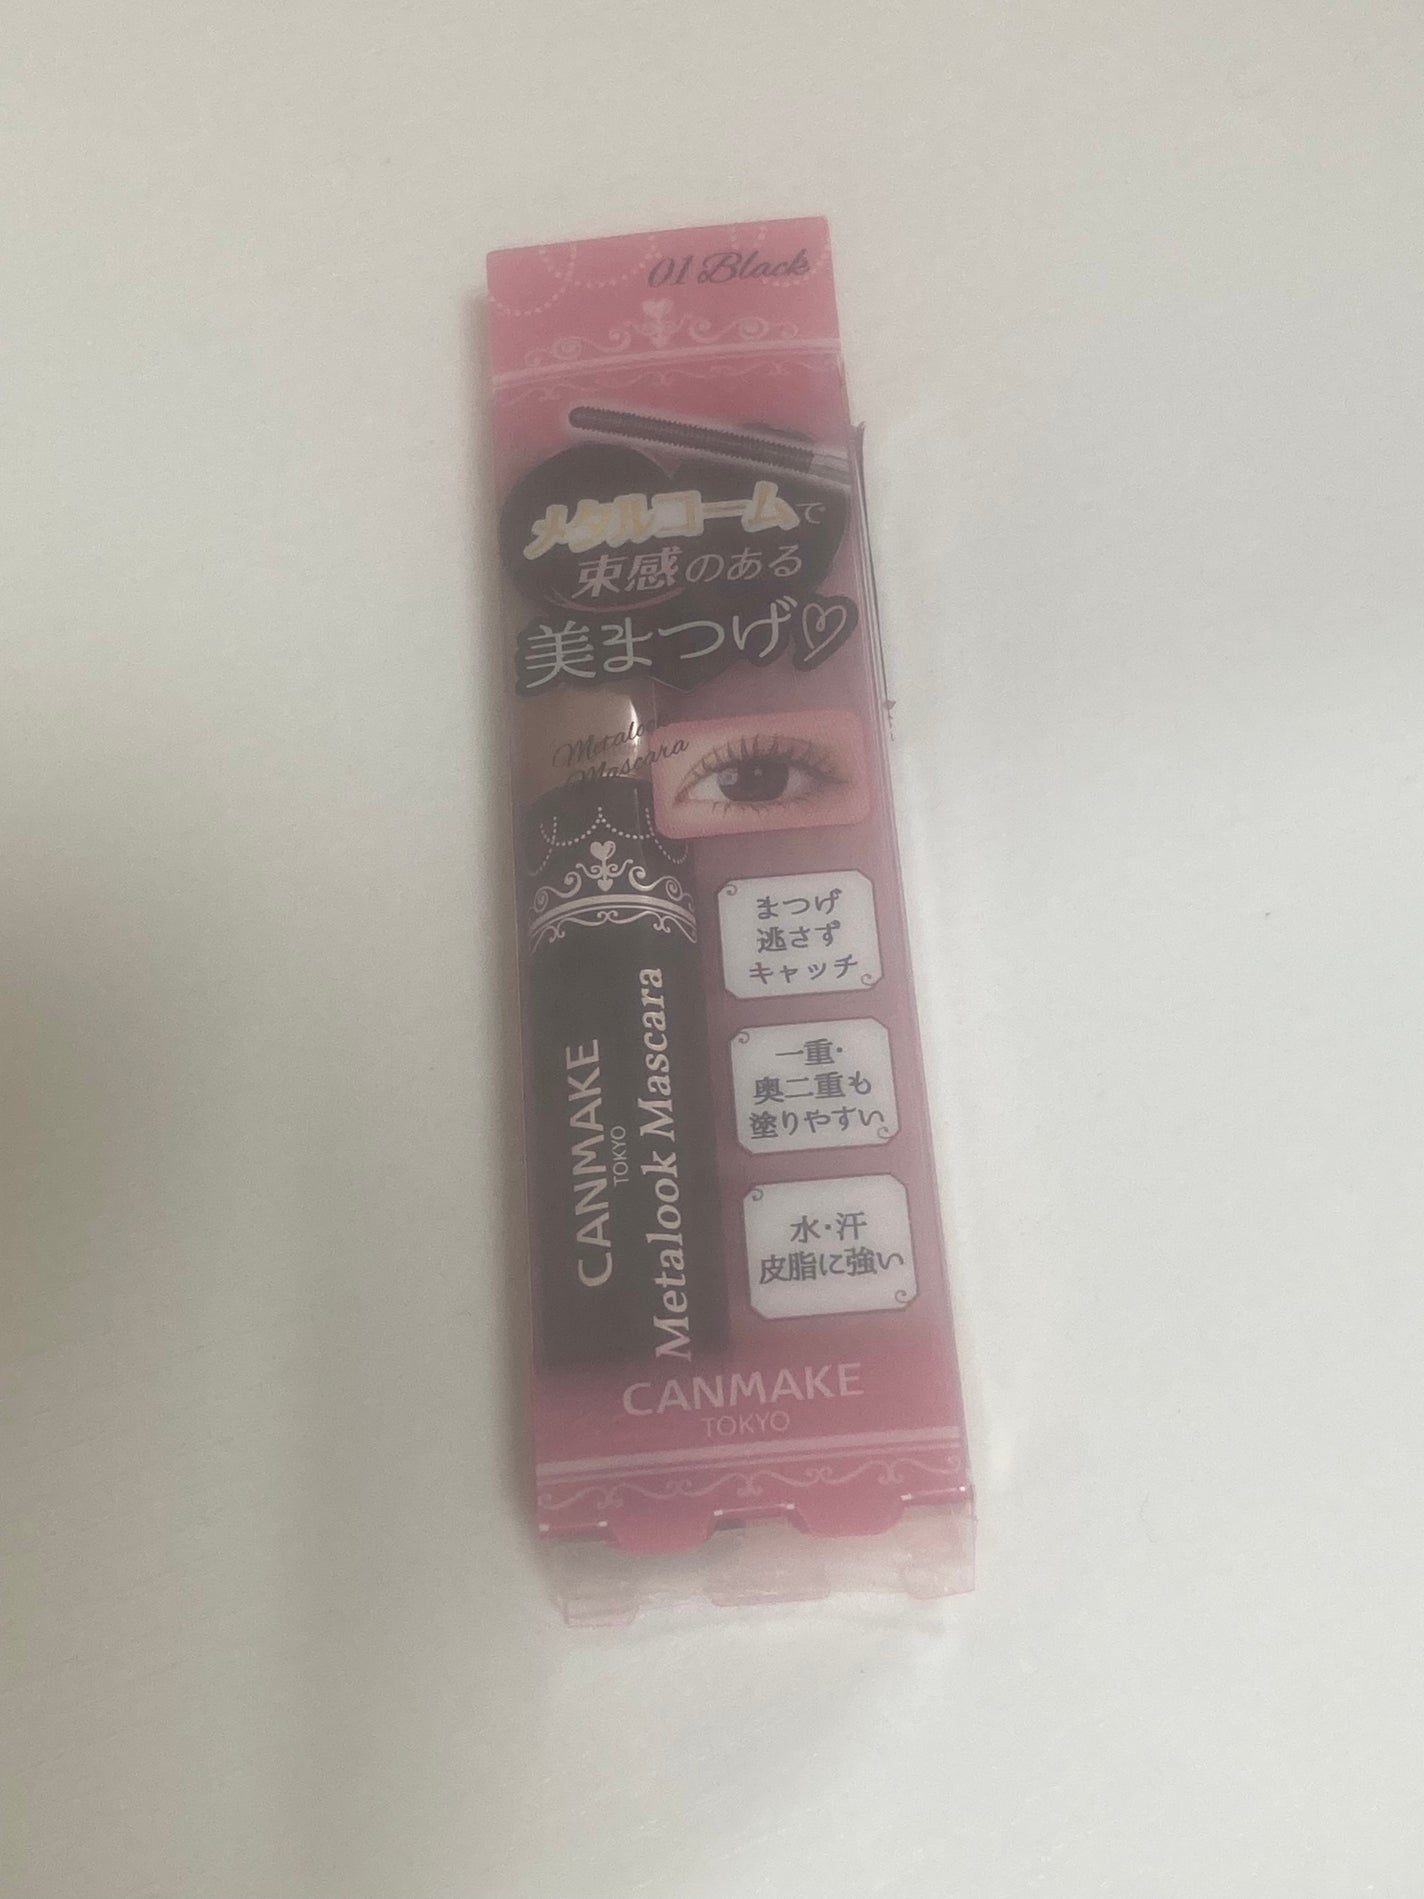 01 Black
メタルコームで
束感のある
美まつげ♡
Metalook
Mascara
CANMAKE
TOKYO
Metalook Mascara
まつげ
逃さず
キャッチ
一重・
奥二重も
塗りやすい
水・汗
皮脂に強い
CANMAKE
TOKYO